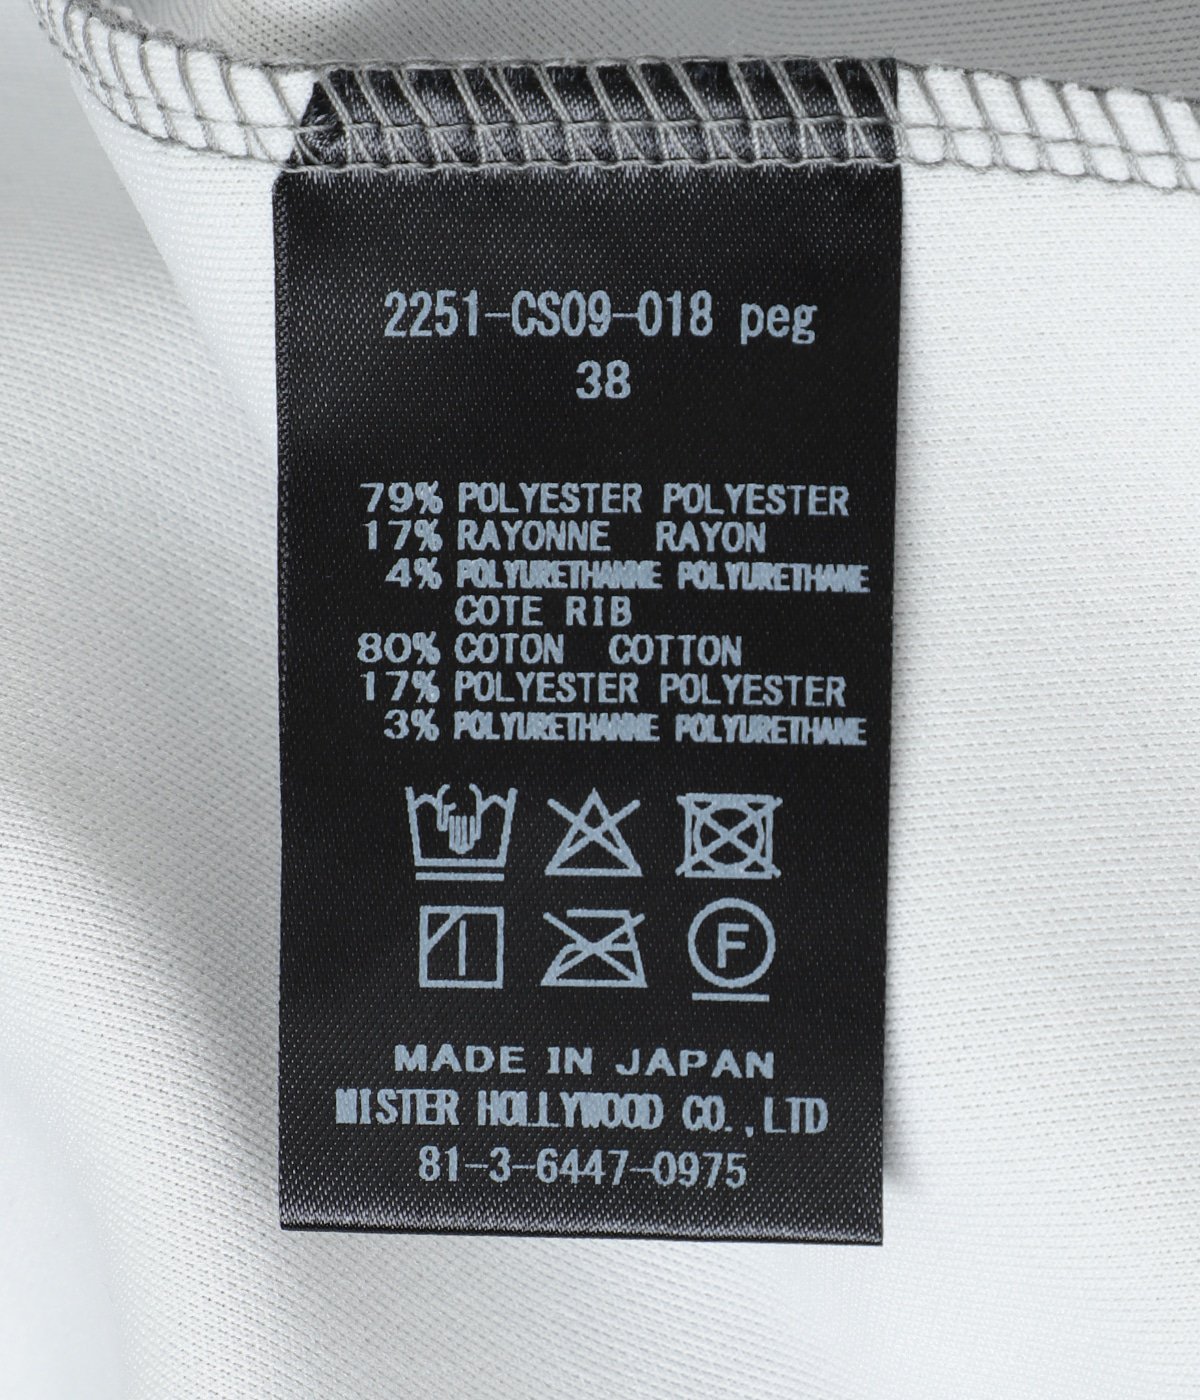 2251-CS09-018 peg
38
79% POLYESTER POLYESTER
17% RAYONNE RAYON
4% POLYURETHANNE POLYURETHANE
COTE RIB
80% COTON COTTON
17% POLYESTER POLYESTER
3% POLYURETHANNE POLYURETHANE
F
MADE IN JAPAN
MISTER HOLLYWOOD CO.,LTD
81-3-6447-0975